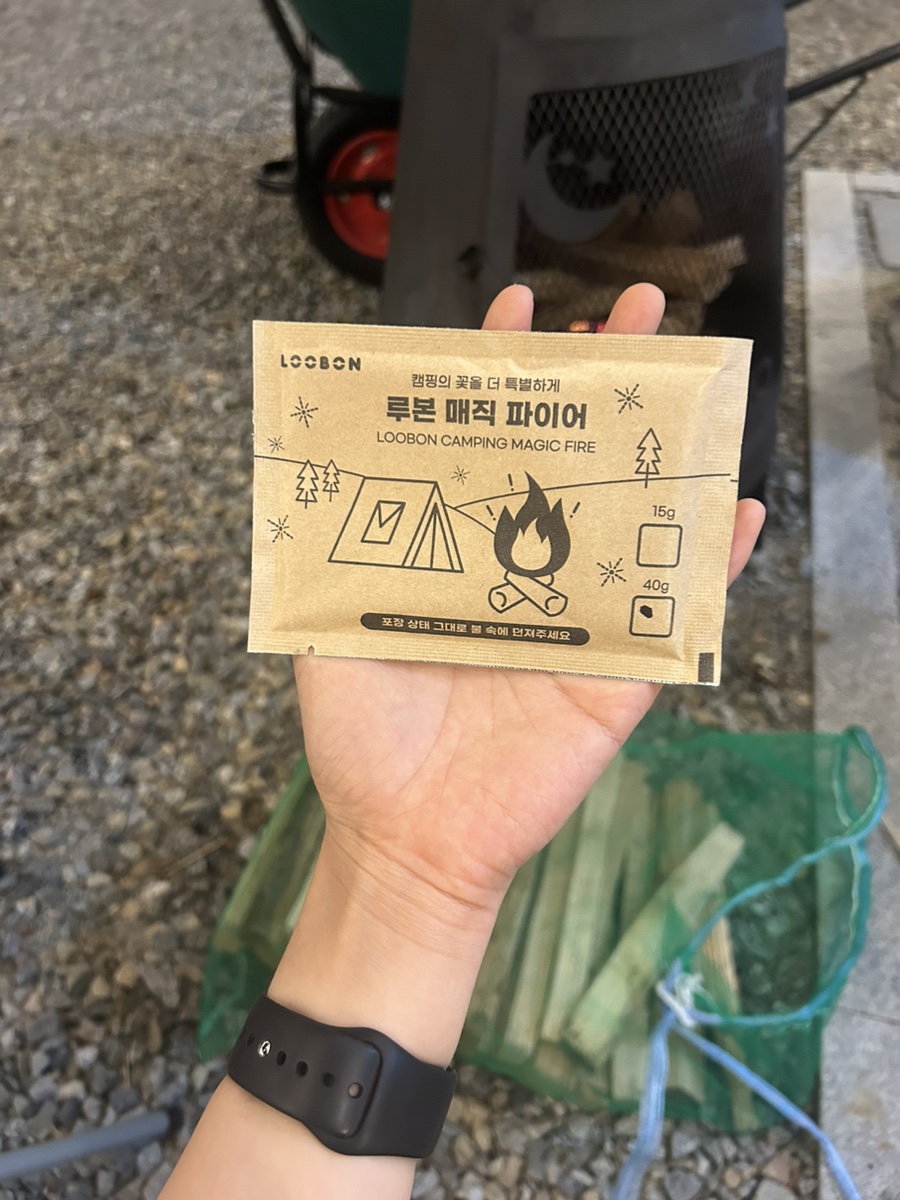 LOOBON
캠핑의 꽃을 더 특별하게
루본 매직 파이어
LOOBON CAMPING MAGIC FIRE
15g
40g
포장 상태 그대로 불 속에 던져주세요